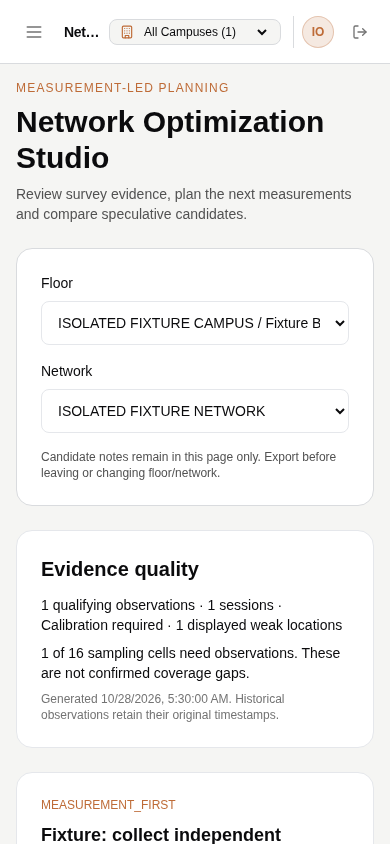 Net…
All Campuses (1)
IO
MEASUREMENT-LED PLANNING
Network Optimization
Studio
Review survey evidence, plan the next measurements
and compare speculative candidates.
Floor
ISOLATED FIXTURE CAMPUS / Fixture B
Network
ISOLATED FIXTURE NETWORK
Candidate notes remain in this page only. Export before
leaving or changing floor/network.
Evidence quality
1 qualifying observations · 1 sessions ·
Calibration required · 1 displayed weak locations
1 of 16 sampling cells need observations. These
are not confirmed coverage gaps.
Generated 10/28/2026, 5:30:00 AM. Historical
observations retain their original timestamps.
MEASUREMENT_FIRST
Fixture: collect independent